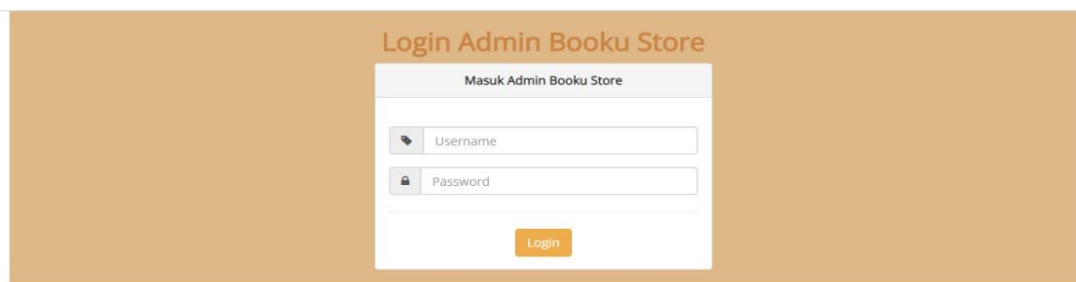 Login Admin Booku Store
Masuk Admin Booku Store
Username
Password
Login